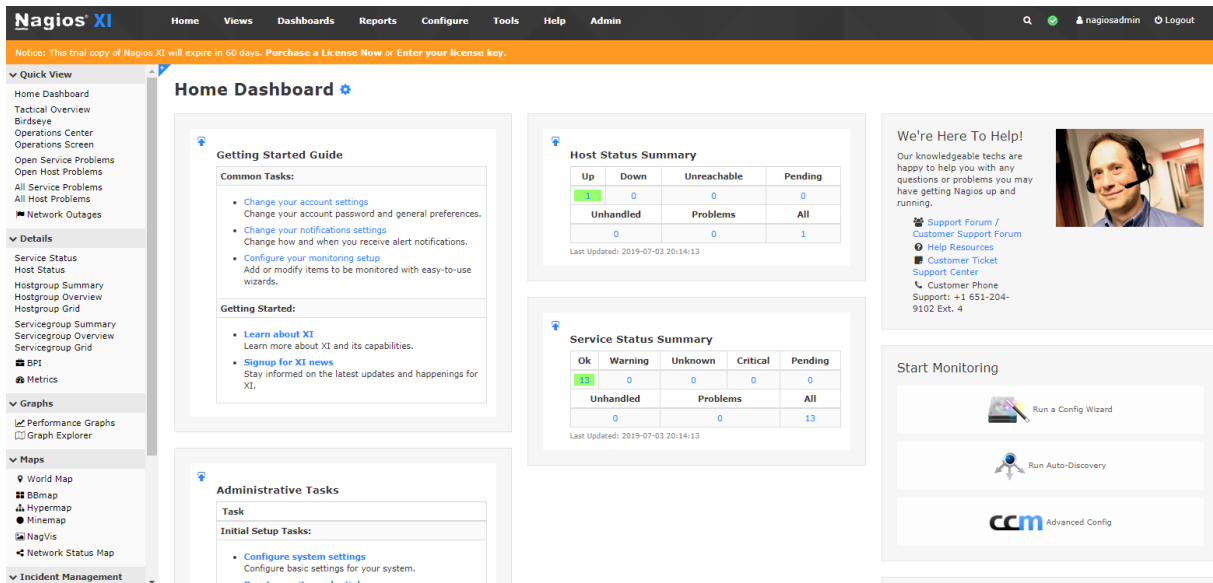 Nagios® XI
Home Views Dashboards Reports Configure Tools Help Admin
nagiosadmin Logout
Notice: This trial copy of Nagios XI will expire in 60 days. Purchase a License Now or Enter your license key.
Quick View
Home Dashboard
Tactical Overview
Birdseye
Operations Center
Operations Screen
Open Service Problems
Open Host Problems
All Service Problems
All Host Problems
Network Outages
Details
Service Status
Host Status
Hostgroup Summary
Hostgroup Overview
Hostgroup Grid
Servicegroup Summary
Servicegroup Overview
Servicegroup Grid
BPI
Metrics
Graphs
Performance Graphs
Graph Explorer
Maps
World Map
BBmap
Hypermap
Minemap
NagVis
Network Status Map
Incident Management
Home Dashboard
Getting Started Guide
Common Tasks:
Change your account settings
Change your account password and general preferences.
Change your notifications settings
Change how and when you receive alert notifications.
Configure your monitoring setup
Add or modify items to be monitored with easy-to-use
wizards.
Getting Started:
Learn about XI
Learn more about XI and its capabilities.
Signup for XI news
Stay informed on the latest updates and happenings for
XI.
Administrative Tasks
Task
Initial Setup Tasks:
Configure system settings
Configure basic settings for your system.
Host Status Summary
Up Down Unreachable Pending
1 0 0 0
Unhandled Problems All
0 0 1
Last Updated: 2019-07-03 20:14:13
Service Status Summary
Ok Warning Unknown Critical Pending
13 0 0 0 0
Unhandled Problems All
0 0 13
Last Updated: 2019-07-03 20:14:13
We're Here To Help!
Our knowledgeable techs are
happy to help you with any
questions or problems you may
have getting Nagios up and
running.
Support Forum /
Customer Support Forum
Help Resources
Customer Ticket
Support Center
Customer Phone
Support: +1 651-204-
9102 Ext. 4
Start Monitoring
Run a Config Wizard
Run Auto-Discovery
ccm Advanced Config